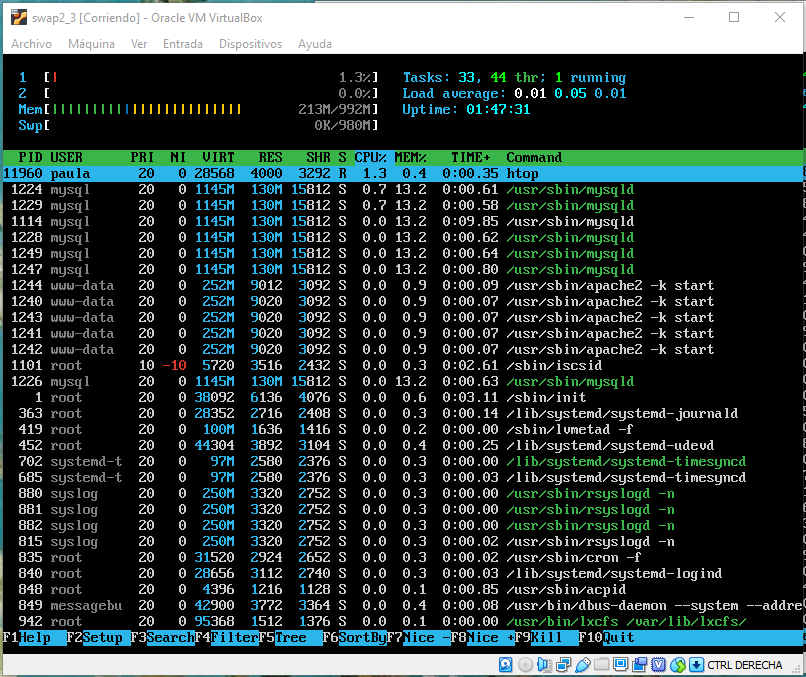 swap2_3 [Corriendo] - Oracle VM VirtualBox
Archivo Máquina Ver Entrada Dispositivos Ayuda
1 [| 1.3%] Tasks: 33, 44 thr; 1 running
2 [ 0.0%] Load average: 0.01 0.05 0.01
Mem[|||||||||||||||||||||||| 213M/992M] Uptime: 01:47:31
Swp[ 0K/980M]
PID USER PRI NI VIRT RES SHR S CPU% MEM% TIME+ Command
11960 paula 20 0 28568 4000 3292 R 1.3 0.4 0:00.35 htop
1224 mysql 20 0 1145M 130M 15812 S 0.7 13.2 0:00.61 /usr/sbin/mysqld
1229 mysql 20 0 1145M 130M 15812 S 0.7 13.2 0:00.58 /usr/sbin/mysqld
1114 mysql 20 0 1145M 130M 15812 S 0.0 13.2 0:09.85 /usr/sbin/mysqld
1228 mysql 20 0 1145M 130M 15812 S 0.0 13.2 0:00.62 /usr/sbin/mysqld
1249 mysql 20 0 1145M 130M 15812 S 0.0 13.2 0:00.64 /usr/sbin/mysqld
1247 mysql 20 0 1145M 130M 15812 S 0.0 13.2 0:00.80 /usr/sbin/mysqld
1244 www-data 20 0 252M 9012 3092 S 0.0 0.9 0:00.09 /usr/sbin/apache2 -k start
1240 www-data 20 0 252M 9020 3092 S 0.0 0.9 0:00.07 /usr/sbin/apache2 -k start
1243 www-data 20 0 252M 9020 3092 S 0.0 0.9 0:00.07 /usr/sbin/apache2 -k start
1241 www-data 20 0 252M 9020 3092 S 0.0 0.9 0:00.07 /usr/sbin/apache2 -k start
1242 www-data 20 0 252M 9020 3092 S 0.0 0.9 0:00.07 /usr/sbin/apache2 -k start
1101 root 10 -10 5720 3516 2432 S 0.0 0.3 0:02.61 /sbin/iscsid
1226 mysql 20 0 1145M 130M 15812 S 0.0 13.2 0:00.63 /usr/sbin/mysqld
1 root 20 0 38092 6136 4076 S 0.0 0.6 0:03.11 /sbin/init
363 root 20 0 28352 2716 2408 S 0.0 0.3 0:00.14 /lib/systemd/systemd-journald
419 root 20 0 100M 1636 1416 S 0.0 0.2 0:00.00 /sbin/lvmetad -f
452 root 20 0 44304 3892 3104 S 0.0 0.4 0:00.25 /lib/systemd/systemd-udevd
702 systemd-t 20 0 97M 2580 2376 S 0.0 0.3 0:00.00 /lib/systemd/systemd-timesyncd
685 systemd-t 20 0 97M 2580 2376 S 0.0 0.3 0:00.03 /lib/systemd/systemd-timesyncd
880 syslog 20 0 250M 3320 2752 S 0.0 0.3 0:00.00 /usr/sbin/rsyslogd -n
881 syslog 20 0 250M 3320 2752 S 0.0 0.3 0:00.00 /usr/sbin/rsyslogd -n
882 syslog 20 0 250M 3320 2752 S 0.0 0.3 0:00.00 /usr/sbin/rsyslogd -n
815 syslog 20 0 250M 3320 2752 S 0.0 0.3 0:00.02 /usr/sbin/rsyslogd -n
835 root 20 0 31520 2924 2652 S 0.0 0.3 0:00.02 /usr/sbin/cron -f
840 root 20 0 28656 3112 2740 S 0.0 0.3 0:00.03 /lib/systemd/systemd-logind
848 root 20 0 4396 1216 1128 S 0.0 0.1 0:00.85 /usr/sbin/acpid
849 messagebu 20 0 42900 3772 3364 S 0.0 0.4 0:00.08 /usr/bin/dbus-daemon --system --addre
942 root 20 0 95368 1512 1376 S 0.0 0.1 0:00.00 /usr/bin/lxcfs /var/lib/lxcfs/
F1Help F2Setup F3SearchF4FilterF5Tree F6SortByF7Nice -F8Nice +F9Kill F10Quit
CTRL DERECHA